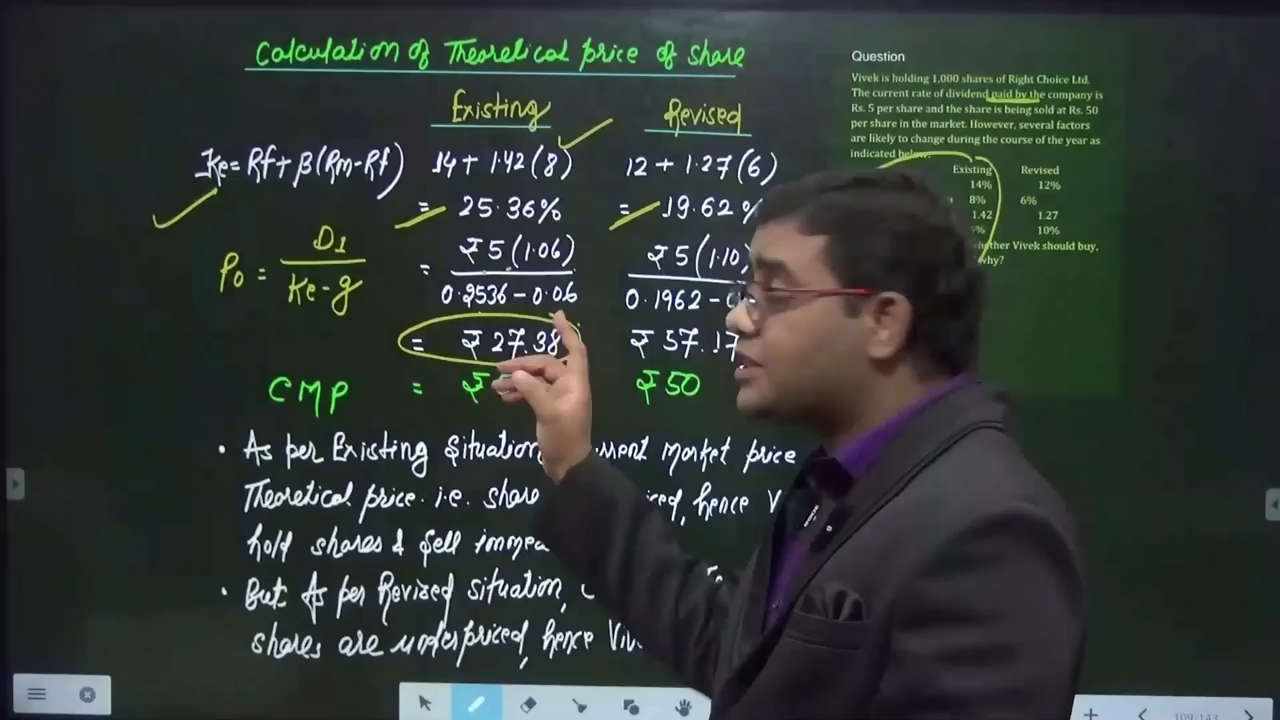 Calculation of Theoretical price of share
Existing Revised
Ke = Rf + β(Rm-Rf) 14 + 1.42 (8) 12 + 1.27 (6)
= 25.36% = 19.62%
P0 = D1 / Ke-g = ₹5 (1.06) / 0.2536 - 0.06 ₹5 (1.10) / 0.1962 -
= ₹27.38 ₹57.17
CMP = ₹ ₹50
• As per Existing Situation, market price
Theoretical price. i.e. share hence
hold shares & sell
• But As per Revised situation,
shares are underpriced, hence
Question
Vivek is holding 1,000 shares of Right Choice Ltd.
The current rate of dividend paid by the company is
Rs. 5 per share and the share is being sold at Rs. 50
per share in the market. However, several factors
are likely to change during the course of the year as
indicated below:
Existing Revised
14% 12%
8% 6%
1.42 1.27
% 10%
whether Vivek should buy,
why?
109/143